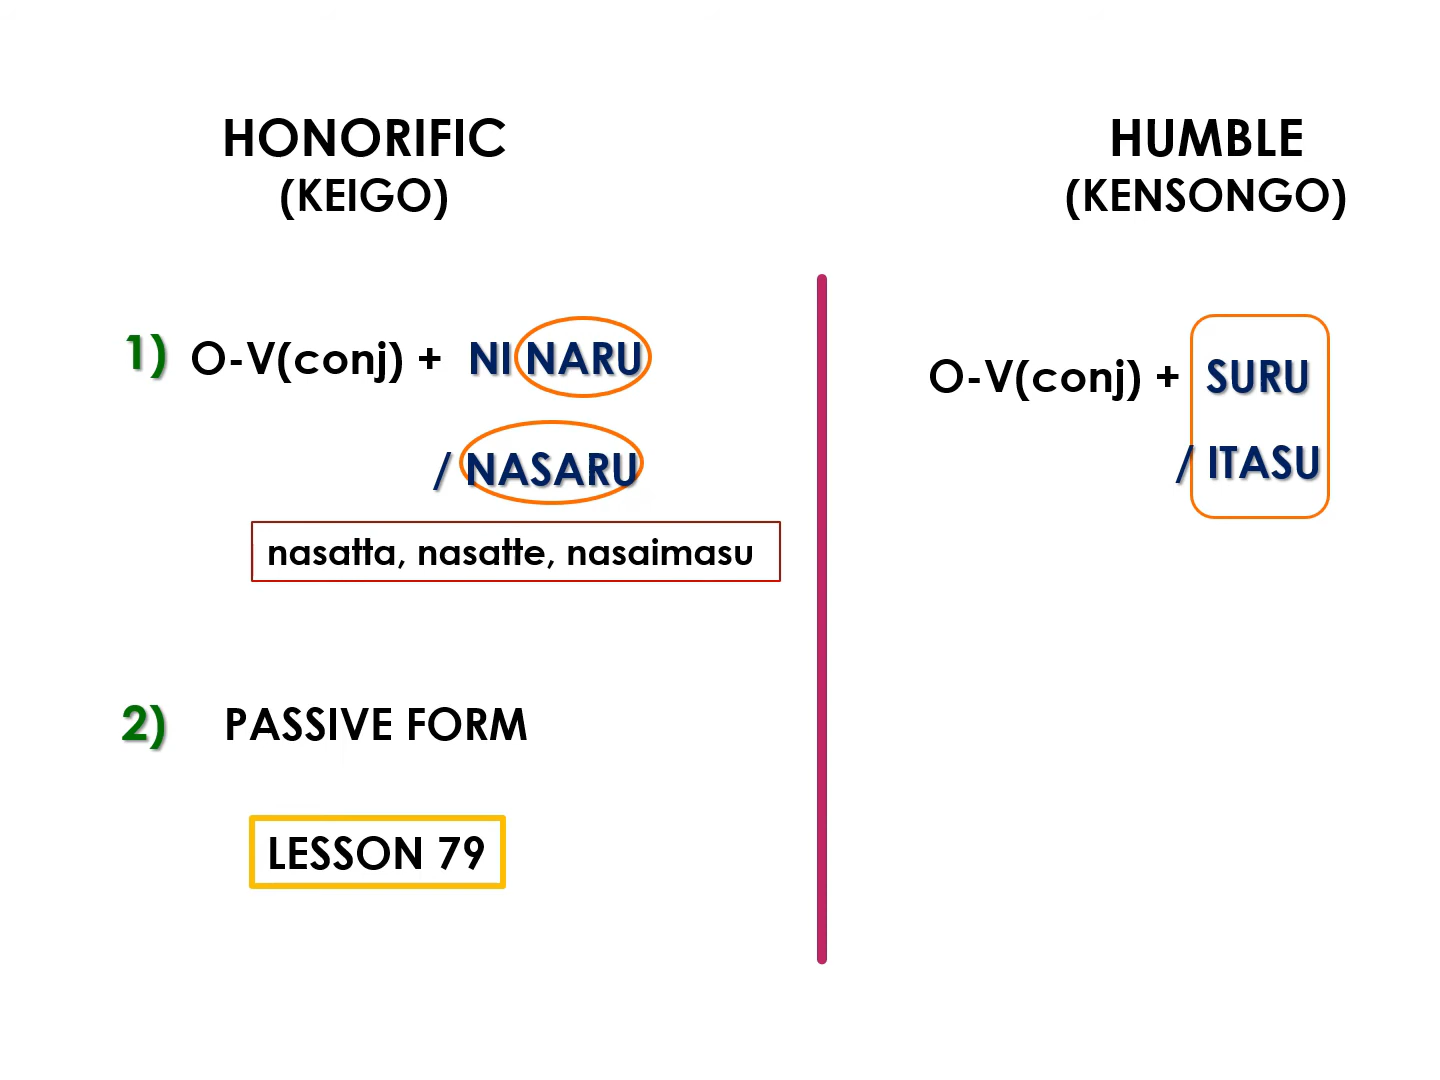 HONORIFIC
(KEIGO)
1) O-V(conj) + NI NARU
/ NASARU
nasatta, nasatte, nasaimasu
2) PASSIVE FORM
LESSON 79
HUMBLE
(KENSONGO)
O-V(conj) + SURU
/ ITASU